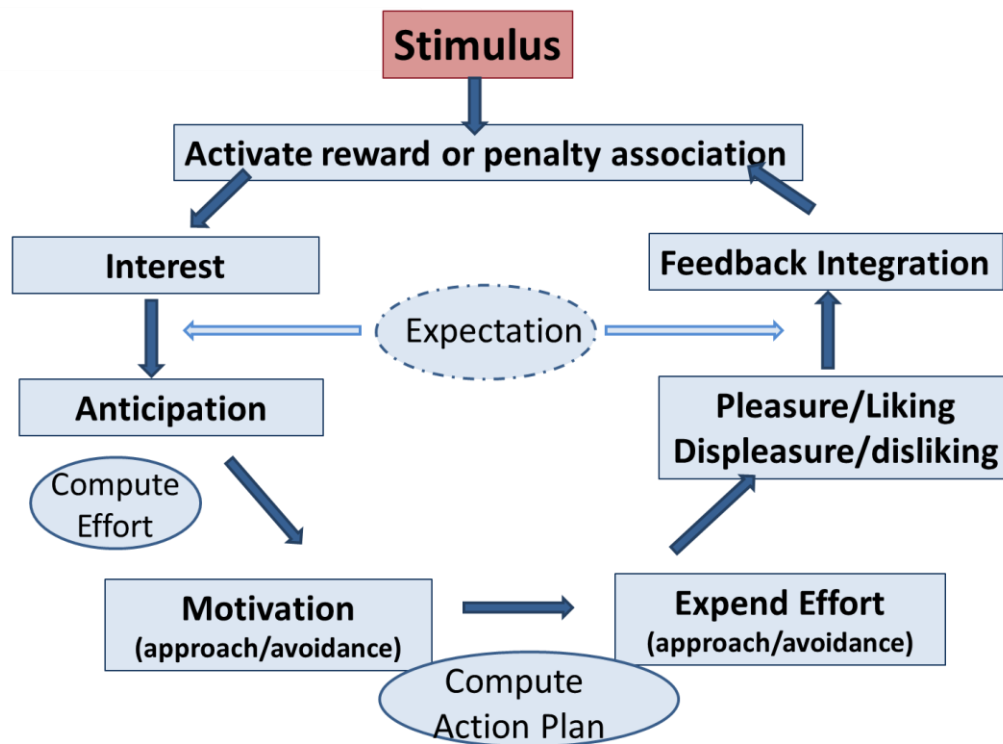 Stimulus
Activate reward or penalty association
Interest
Feedback Integration
Expectation
Anticipation
Pleasure/Liking
Displeasure/disliking
Compute
Effort
Motivation
(approach/avoidance)
Expend Effort
(approach/avoidance)
Compute
Action Plan